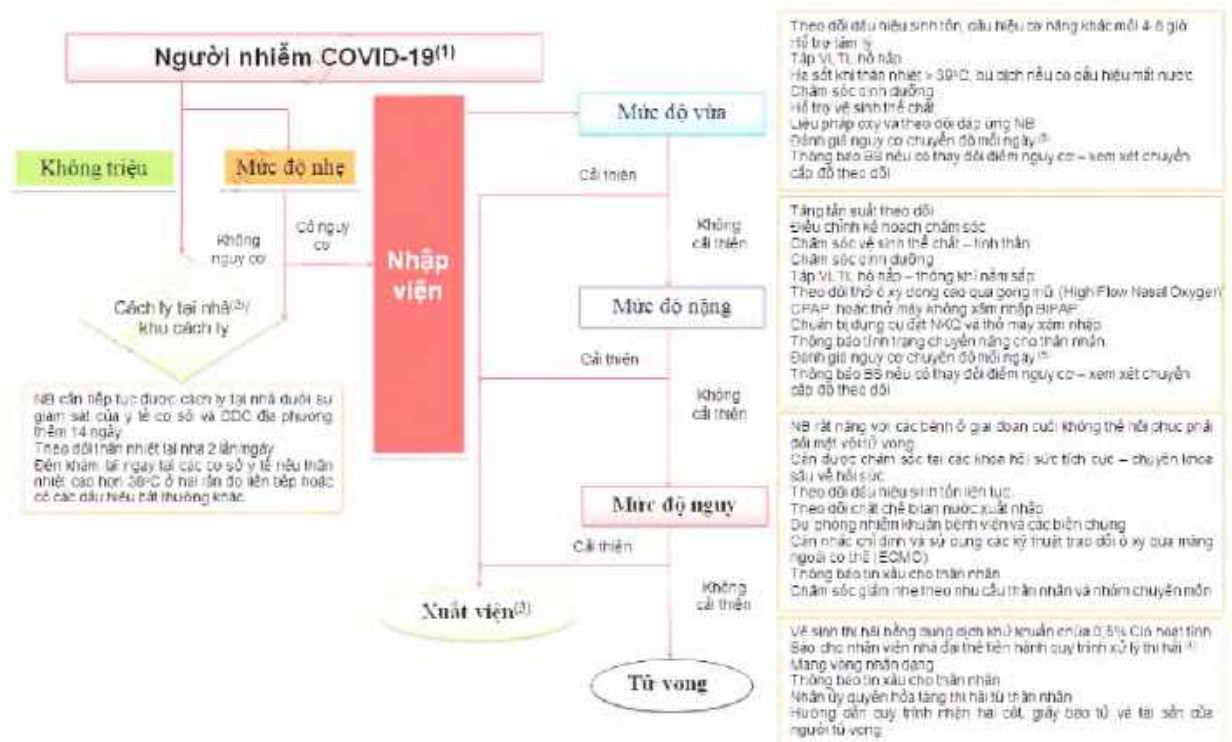 Người nhiễm COVID-19(1)
Không triệu
Mức độ nhẹ
Không
nguy cơ
Có nguy
cơ
Cách ly tại nhà(2)/
khu cách ly
NB cần tiếp tục được cách ly tại nhà dưới sự
giám sát của y tế cơ sở và CDC địa phương
thêm 14 ngày
Theo dõi thân nhiệt tại nhà 2 lần/ngày
Đến khám lại ngay tại các cơ sở y tế nếu thân
nhiệt cao hơn 38°C ở hai lần đo liên tiếp hoặc
có các dấu hiệu bất thường khác.
Nhập
viện
Mức độ vừa
Cải thiện
Không
cải thiện
Mức độ nặng
Cải thiện
Không
cải thiện
Mức độ nguy
Cải thiện
Không
cải thiện
Xuất viện(3)
Tử vong
Theo dõi dấu hiệu sinh tồn, dấu hiệu cơ năng khác mỗi 4-6 giờ
Hỗ trợ tâm lý
Tập VLTL hô hấp
Hạ sốt khi thân nhiệt > 39°C, bù dịch nếu có dấu hiệu mất nước
Chăm sóc dinh dưỡng
Hỗ trợ vệ sinh thể chất
Liệu pháp oxy và theo dõi đáp ứng NB
Đánh giá nguy cơ chuyển độ mỗi ngày
Thông báo BS nếu có thay đổi điểm nguy cơ – xem xét chuyển
cấp độ theo dõi
Tăng tần suất theo dõi
Điều chỉnh kế hoạch chăm sóc
Chăm sóc vệ sinh thể chất – tinh thần
Chăm sóc dinh dưỡng
Tập VLTL hô hấp – thông khí nằm sấp
Theo dõi thở ô xy dòng cao qua gọng mũi (High Flow Nasal Oxygen)/
CPAP, hoặc thở máy không xâm nhập BiPAP
Chuẩn bị dụng cụ đặt NKQ và thở máy xâm nhập
Thông báo tình trạng chuyển nặng cho thân nhân.
Đánh giá nguy cơ chuyển độ mỗi ngày
Thông báo BS nếu có thay đổi điểm nguy cơ – xem xét chuyển
cấp độ theo dõi
NB rất nặng với các bệnh ở giai đoạn cuối không thể hồi phục phải
đối mặt với tử vong
Cần được chăm sóc tại các khoa hồi sức tích cực – chuyên khoa
sâu về hồi sức
Theo dõi dấu hiệu sinh tồn liên tục
Theo dõi chặt chẽ bilan nước xuất nhập
Dự phòng nhiễm khuẩn bệnh viện và các biến chứng
Cân nhắc chỉ định và sử dụng các kỹ thuật trao đổi ô xy qua màng
ngoài cơ thể (ECMO)
Thông báo tin xấu cho thân nhân
Chăm sóc giảm nhẹ theo nhu cầu thân nhân và nhóm chuyên môn
Vệ sinh thi hài bằng dung dịch khử khuẩn chứa 0,5% Clo hoạt tính
Báo cho nhân viên nhà đại thể tiến hành quy trình xử lý thi hài (4)
Mang vòng nhận dạng
Thông báo tin xấu cho thân nhân
Nhận ủy quyền hỏa táng thi hài từ thân nhân
Hướng dẫn quy trình nhận hài cốt, giấy báo tử và tài sản của
người tử vong